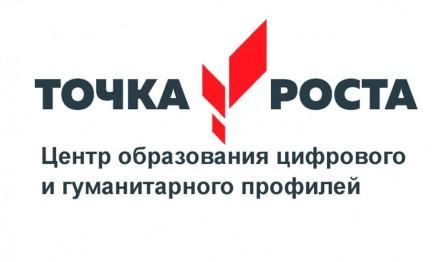 ТОЧКА РОСТА
Центр образования цифрового
и гуманитарного профилей